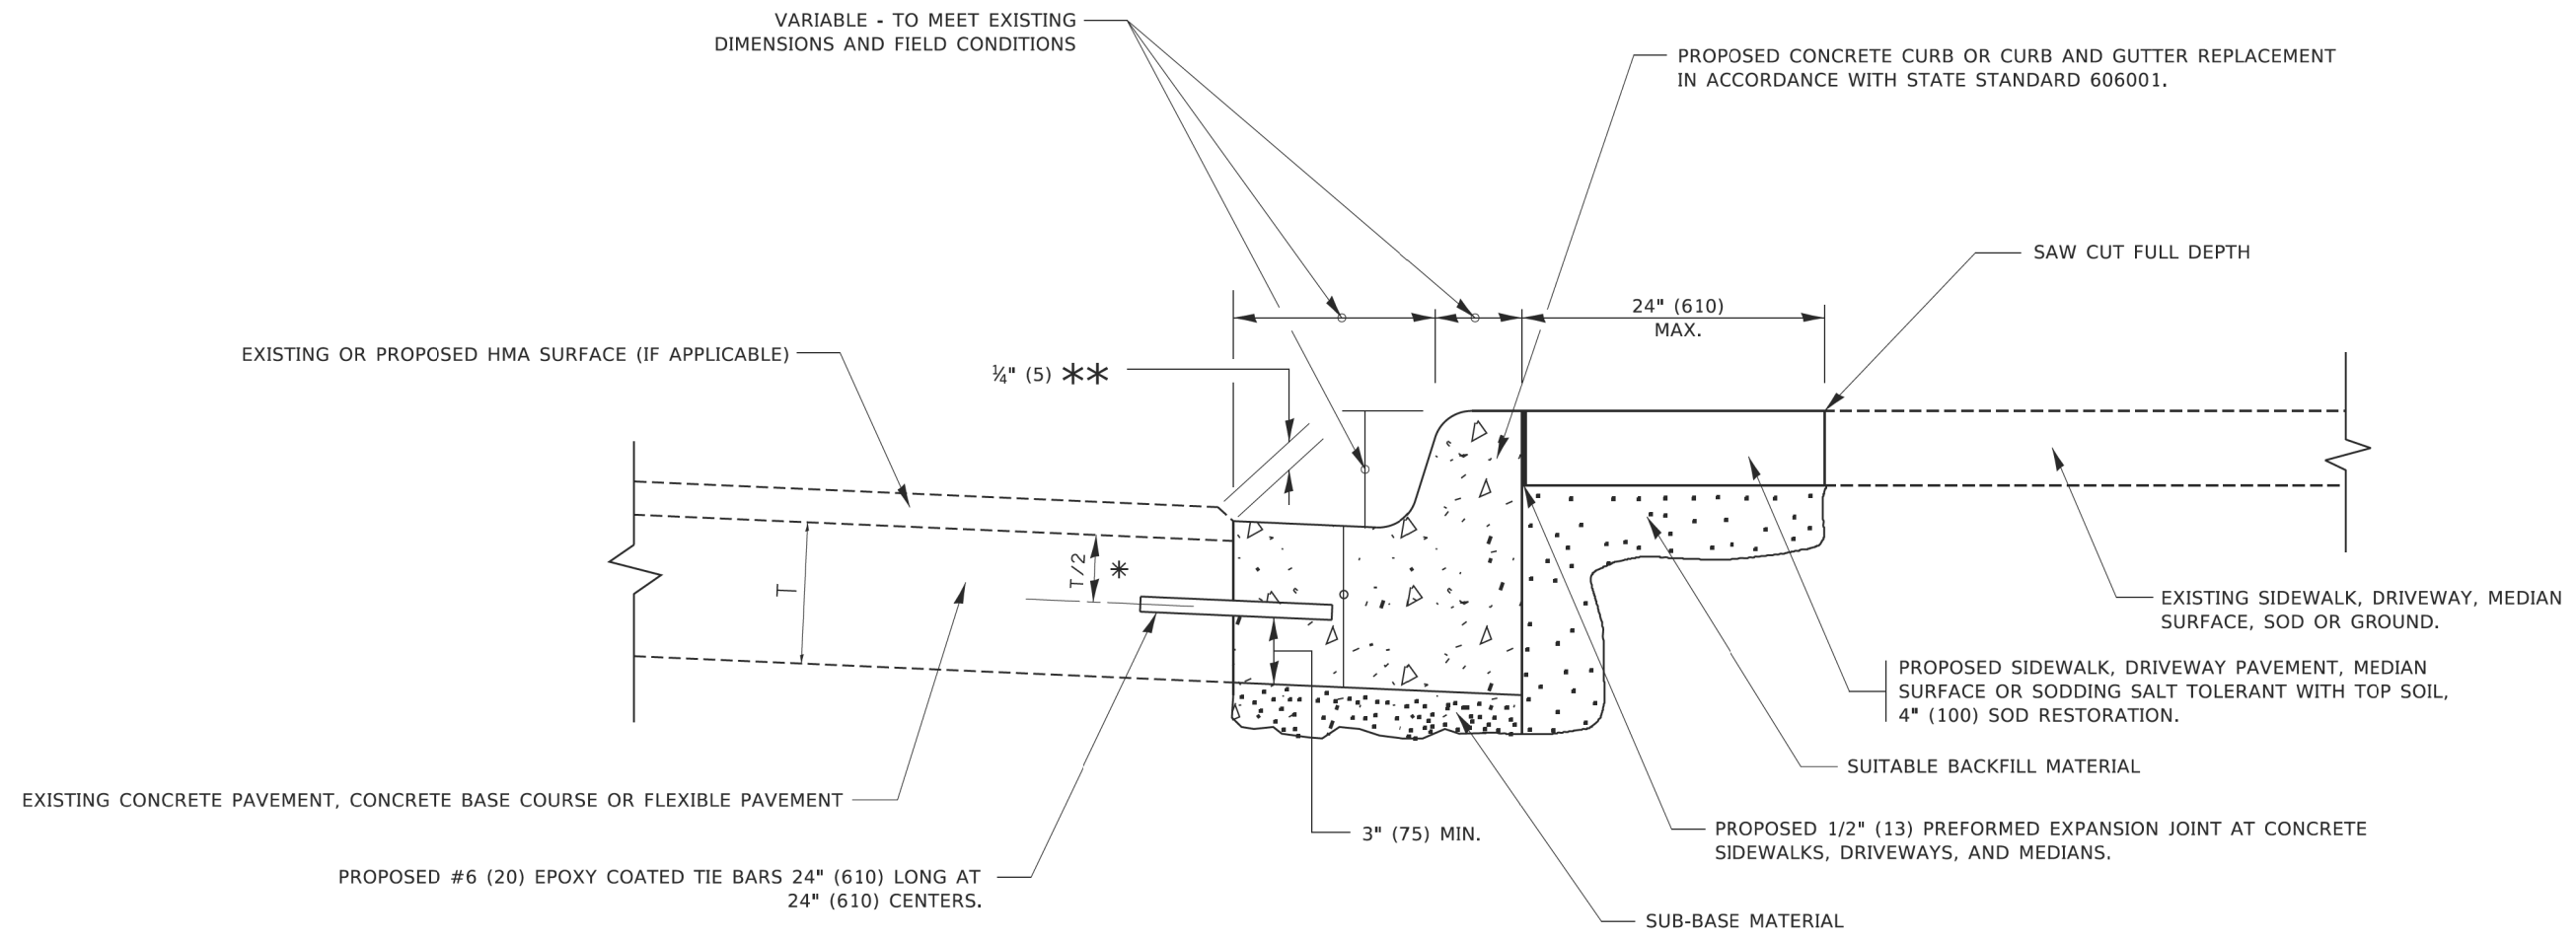 VARIABLE - TO MEET EXISTING
DIMENSIONS AND FIELD CONDITIONS
PROPOSED CONCRETE CURB OR CURB AND GUTTER REPLACEMENT
IN ACCORDANCE WITH STATE STANDARD 606001.
SAW CUT FULL DEPTH
24" (610)
MAX.
EXISTING OR PROPOSED HMA SURFACE (IF APPLICABLE)
¼" (5) **
T/2
*
T
EXISTING SIDEWALK, DRIVEWAY, MEDIAN
SURFACE, SOD OR GROUND.
PROPOSED SIDEWALK, DRIVEWAY PAVEMENT, MEDIAN
SURFACE OR SODDING SALT TOLERANT WITH TOP SOIL,
4" (100) SOD RESTORATION.
SUITABLE BACKFILL MATERIAL
EXISTING CONCRETE PAVEMENT, CONCRETE BASE COURSE OR FLEXIBLE PAVEMENT
3" (75) MIN.
PROPOSED 1/2" (13) PREFORMED EXPANSION JOINT AT CONCRETE
SIDEWALKS, DRIVEWAYS, AND MEDIANS.
PROPOSED #6 (20) EPOXY COATED TIE BARS 24" (610) LONG AT
24" (610) CENTERS.
SUB-BASE MATERIAL